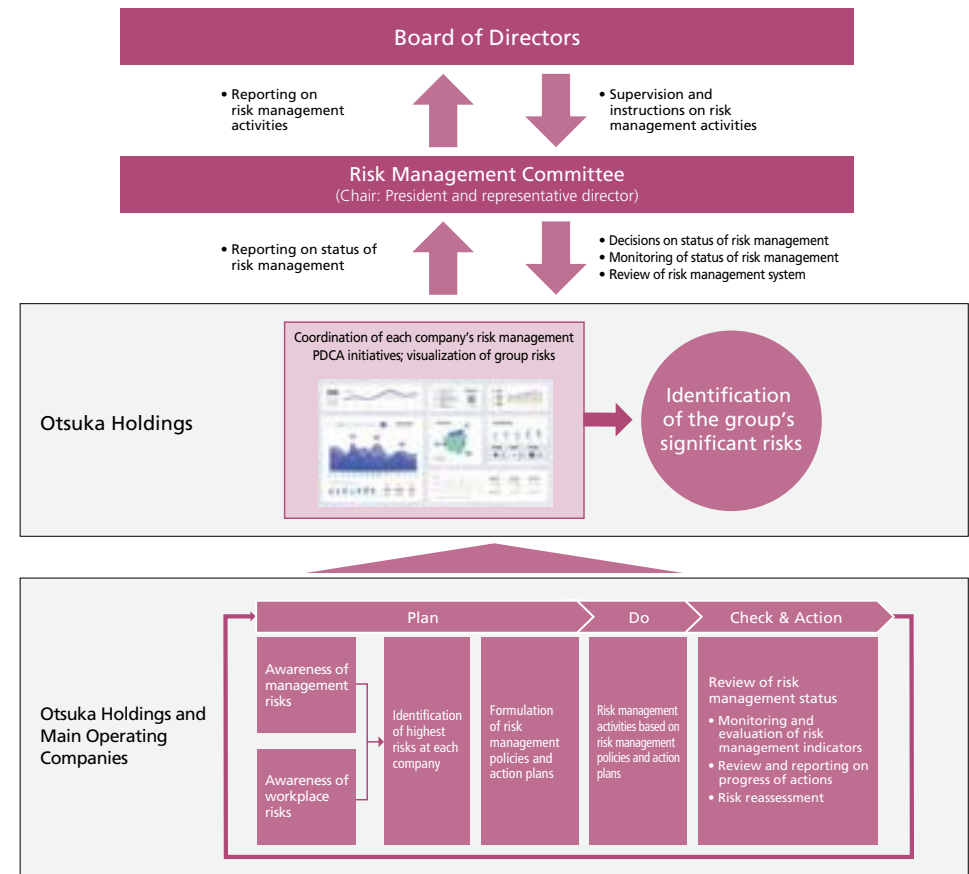 Board of Directors
• Reporting on
risk management
activities
• Supervision and
instructions on risk
management activities
Risk Management Committee
(Chair: President and representative director)
• Reporting on status of
risk management
• Decisions on status of risk management
• Monitoring of status of risk management
• Review of risk management system
Otsuka Holdings
Coordination of each company's risk management
PDCA initiatives; visualization of group risks
Identification
of the group's
significant risks
Otsuka Holdings and
Main Operating
Companies
Plan
Do
Check & Action
Awareness of
management
risks
Awareness of
workplace
risks
Identification
of highest
risks at each
company
Formulation
of risk
management
policies and
action plans
Risk management
activities based on
risk management
policies and action
plans
Review of risk
management status
• Monitoring and
evaluation of risk
management indicators
• Review and reporting on
progress of actions
• Risk reassessment